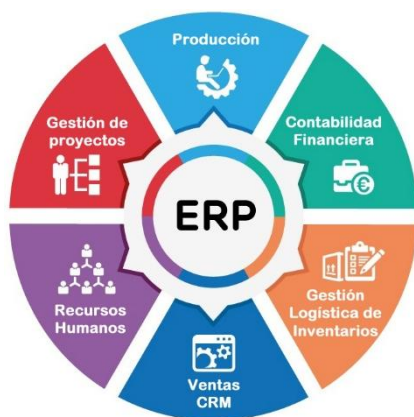 Producción
Contabilidad
Financiera
Gestión
Logística de
Inventarios
Ventas
CRM
Recursos
Humanos
Gestión de
proyectos
ERP